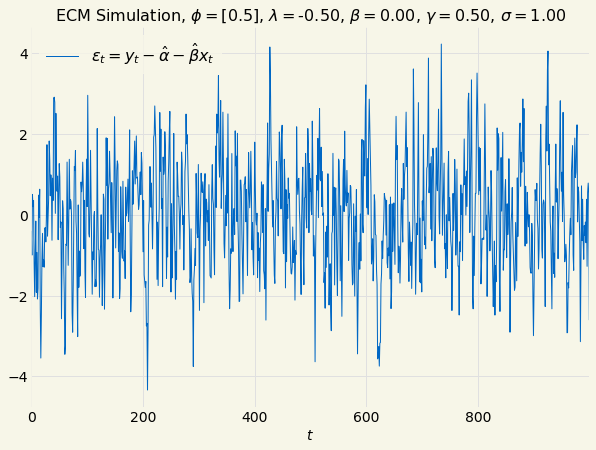 ECM Simulation, ϕ = [0.5], λ = -0.50, β = 0.00, γ = 0.50, σ = 1.00
εₜ = yₜ − α̂ − β̂xₜ
4
2
0
−2
−4
0 200 400 600 800
t